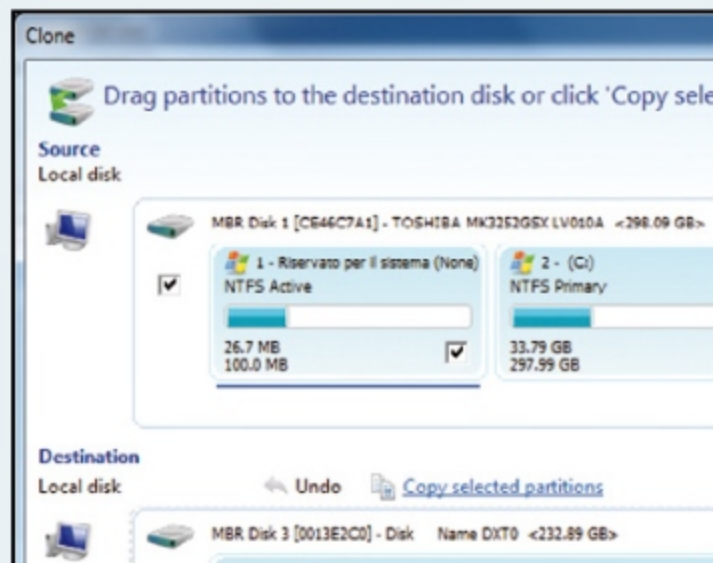 Clone
Drag partitions to the destination disk or click 'Copy sele
Source
Local disk
MBR Disk 1 [CE46C7A1] - TOSHIBA MK3252GSX LV010A <298.09 GB>
1 - Riservato per il sistema (None)
NTFS Active
26.7 MB
100.0 MB
2 - (C:)
NTFS Primary
33.79 GB
297.99 GB
Destination
Local disk
Undo Copy selected partitions
MBR Disk 3 [0013E2C0] - Disk Name DXT0 <232.89 GB>